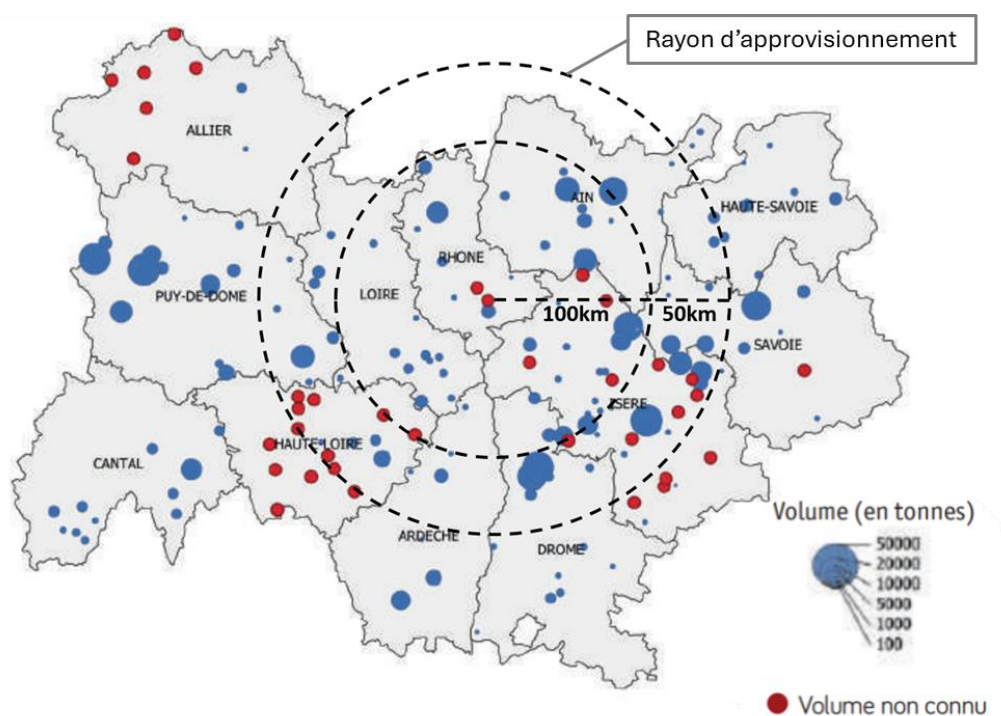 Rayon d’approvisionnement
ALLIER
AIN
HAUTE-SAVOIE
RHONE
PUY-DE-DOME
LOIRE
100km
50km
SAVOIE
ISERE
HAUTE-LOIRE
CANTAL
ARDECHE
DROME
Volume (en tonnes)
50000
20000
10000
5000
1000
100
Volume non connu